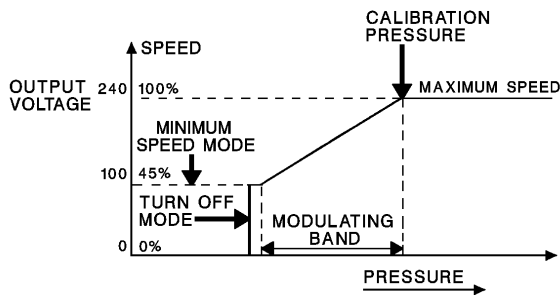 CALIBRATION
PRESSURE
SPEED
OUTPUT
VOLTAGE
240
100%
MAXIMUM SPEED
MINIMUM
SPEED MODE
100
45%
TURN OFF
MODE
MODULATING
BAND
0
0%
PRESSURE